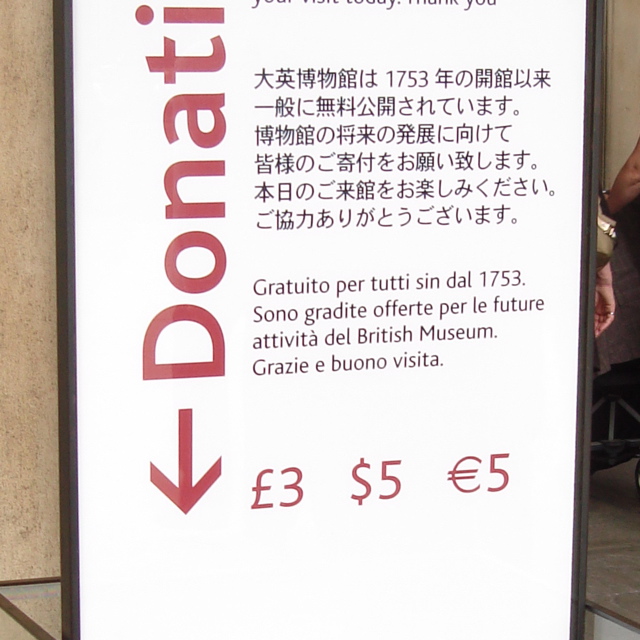 your visit today. Thank you
大英博物館は 1753 年の開館以来
一般に無料公開されています。
博物館の将来の発展に向けて
皆様のご寄付をお願い致します。
本日のご来館をお楽しみください。
ご協力ありがとうございます。
Gratuito per tutti sin dal 1753.
Sono gradite offerte per le future
attività del British Museum.
Grazie e buono visita.
£3 $5 €5
Donati